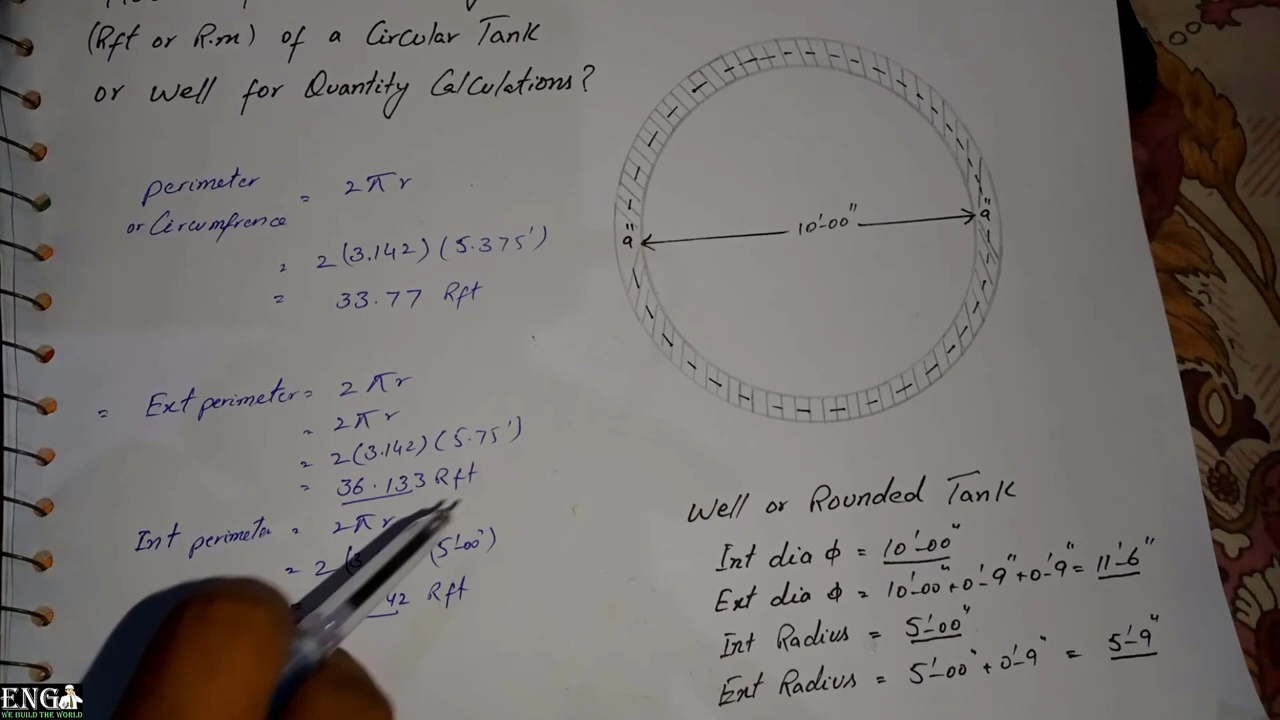 (Rft or R.m) of a Circular Tank
or Well for Quantity Calculations?
perimeter
or Circumfrence
= 2πr
= 2(3.142)(5.375')
= 33.77 Rft
= Ext perimeter = 2πr
= 2πr
= 2(3.142)(5.75')
= 36.133 Rft
Int perimeter = 2πr
= 2(3 (5'-00")
42 Rft
9"
10'-00"
9"
Well or Rounded Tank
Int dia ϕ = 10'-00"
Ext dia ϕ = 10'-00"+0'-9"+0'-9" = 11'-6"
Int Radius = 5'-00"
Ext Radius = 5'-00"+0'-9" = 5'-9"
ENGA
WE BUILD THE WORLD